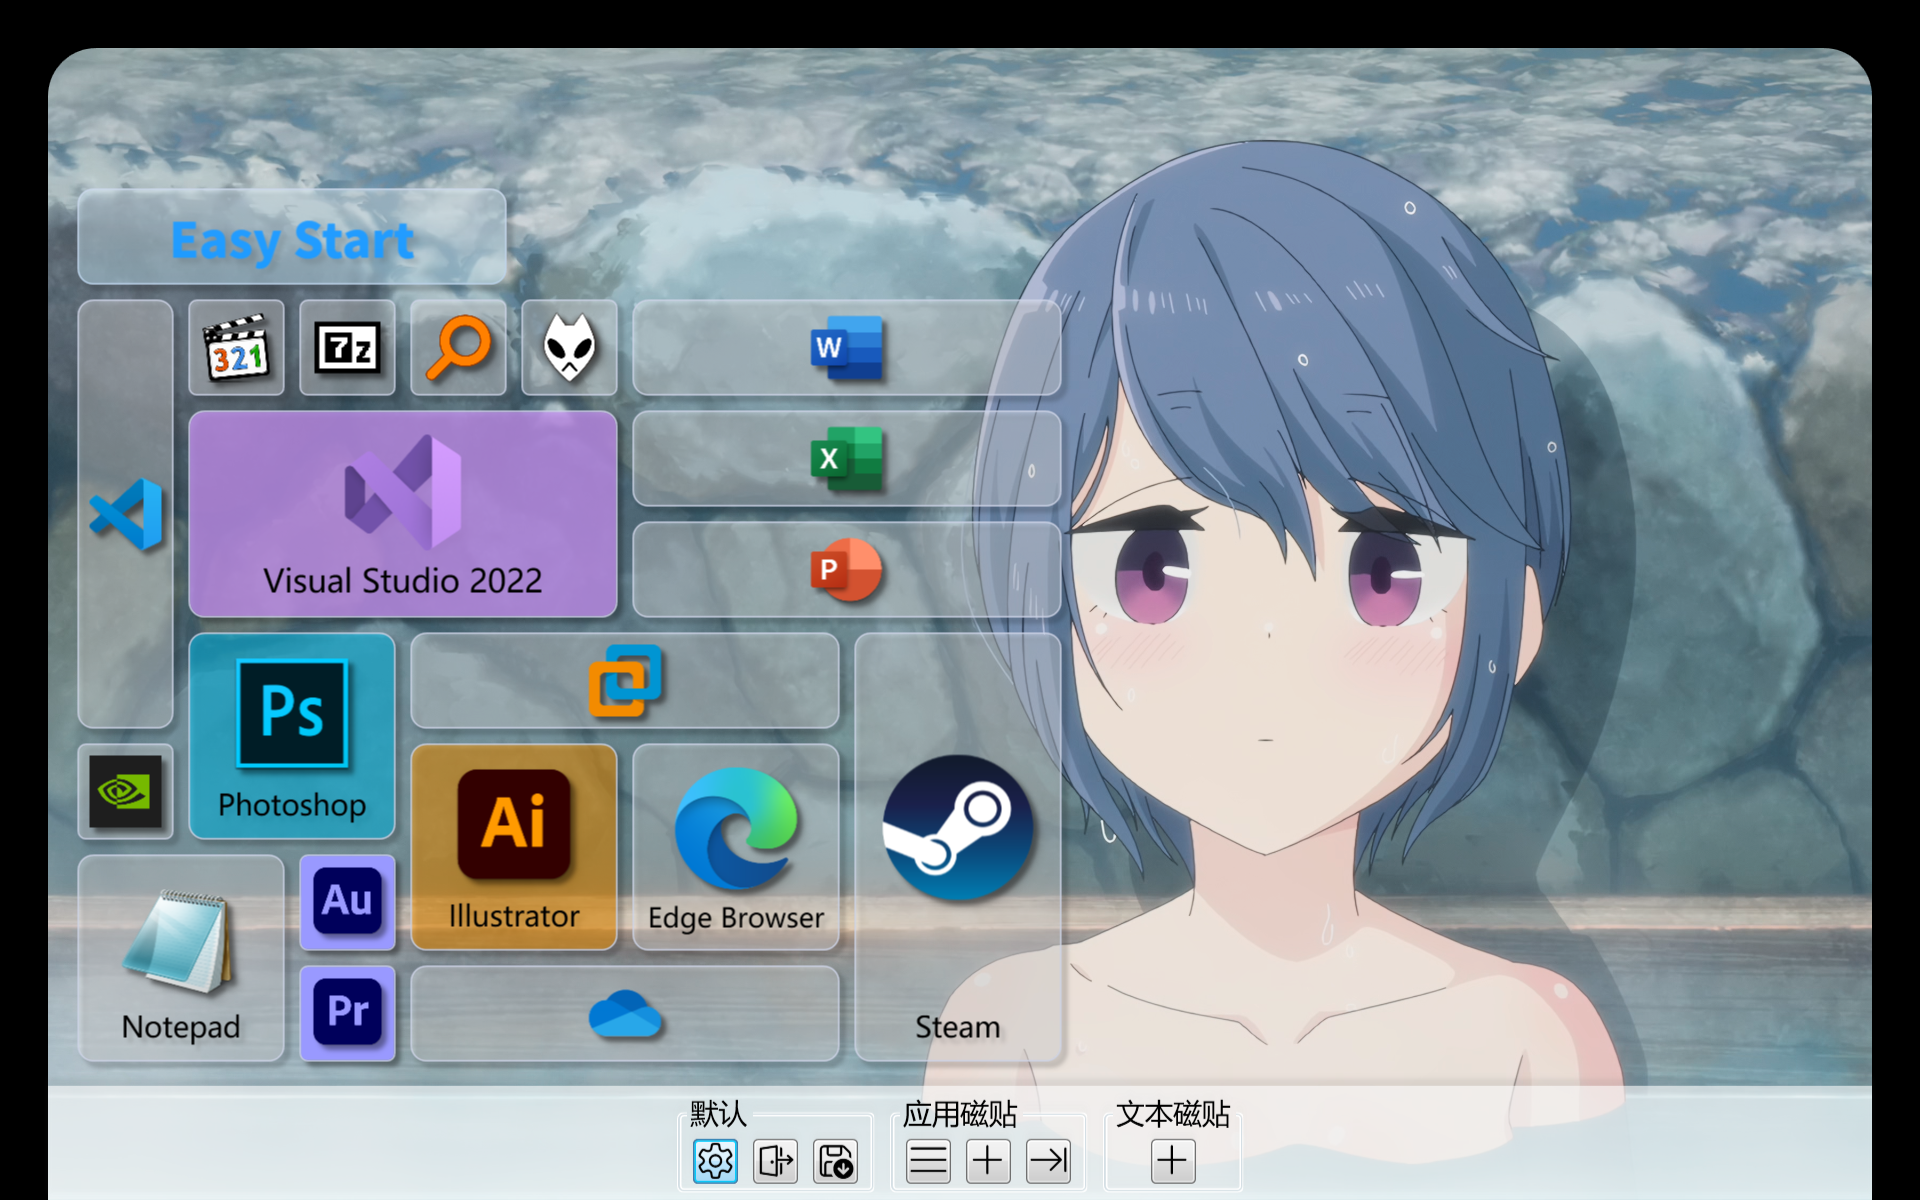 Easy Start
321
7z
W
Visual Studio 2022
X
P
Ps
Photoshop
Ai
Illustrator
Edge Browser
Au
Pr
Notepad
Steam
默认
应用磁贴
文本磁贴